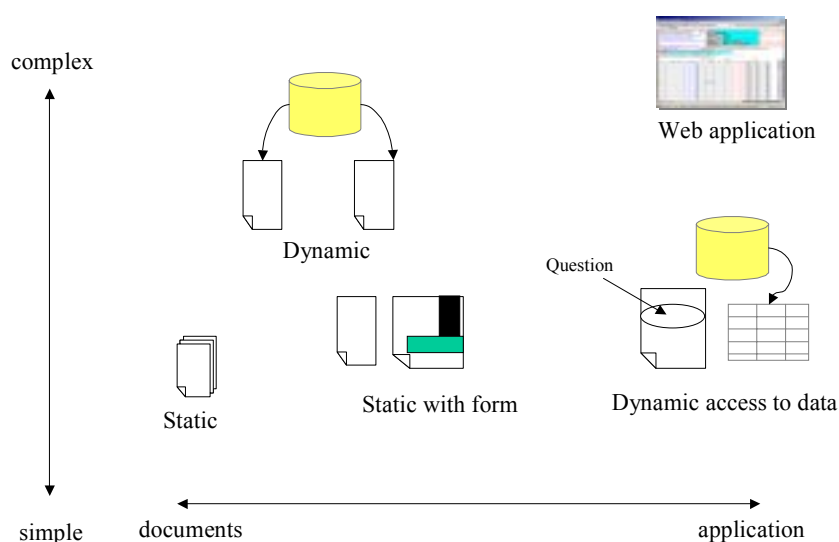 complex
Web application
Dynamic
Question
Static with form
Dynamic access to data
Static
simple
documents
application